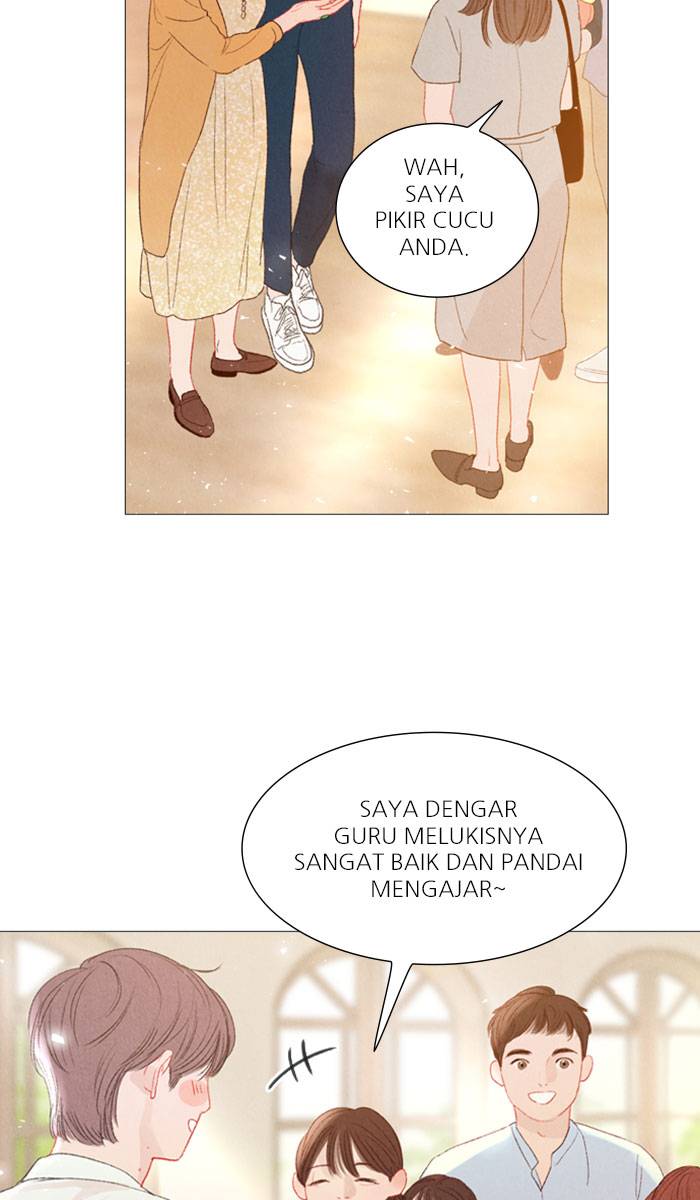 WAH,
SAYA
PIKIR CUCU
ANDA.
SAYA DENGAR
GURU MELUKISNYA
SANGAT BAIK DAN PANDAI
MENGAJAR~